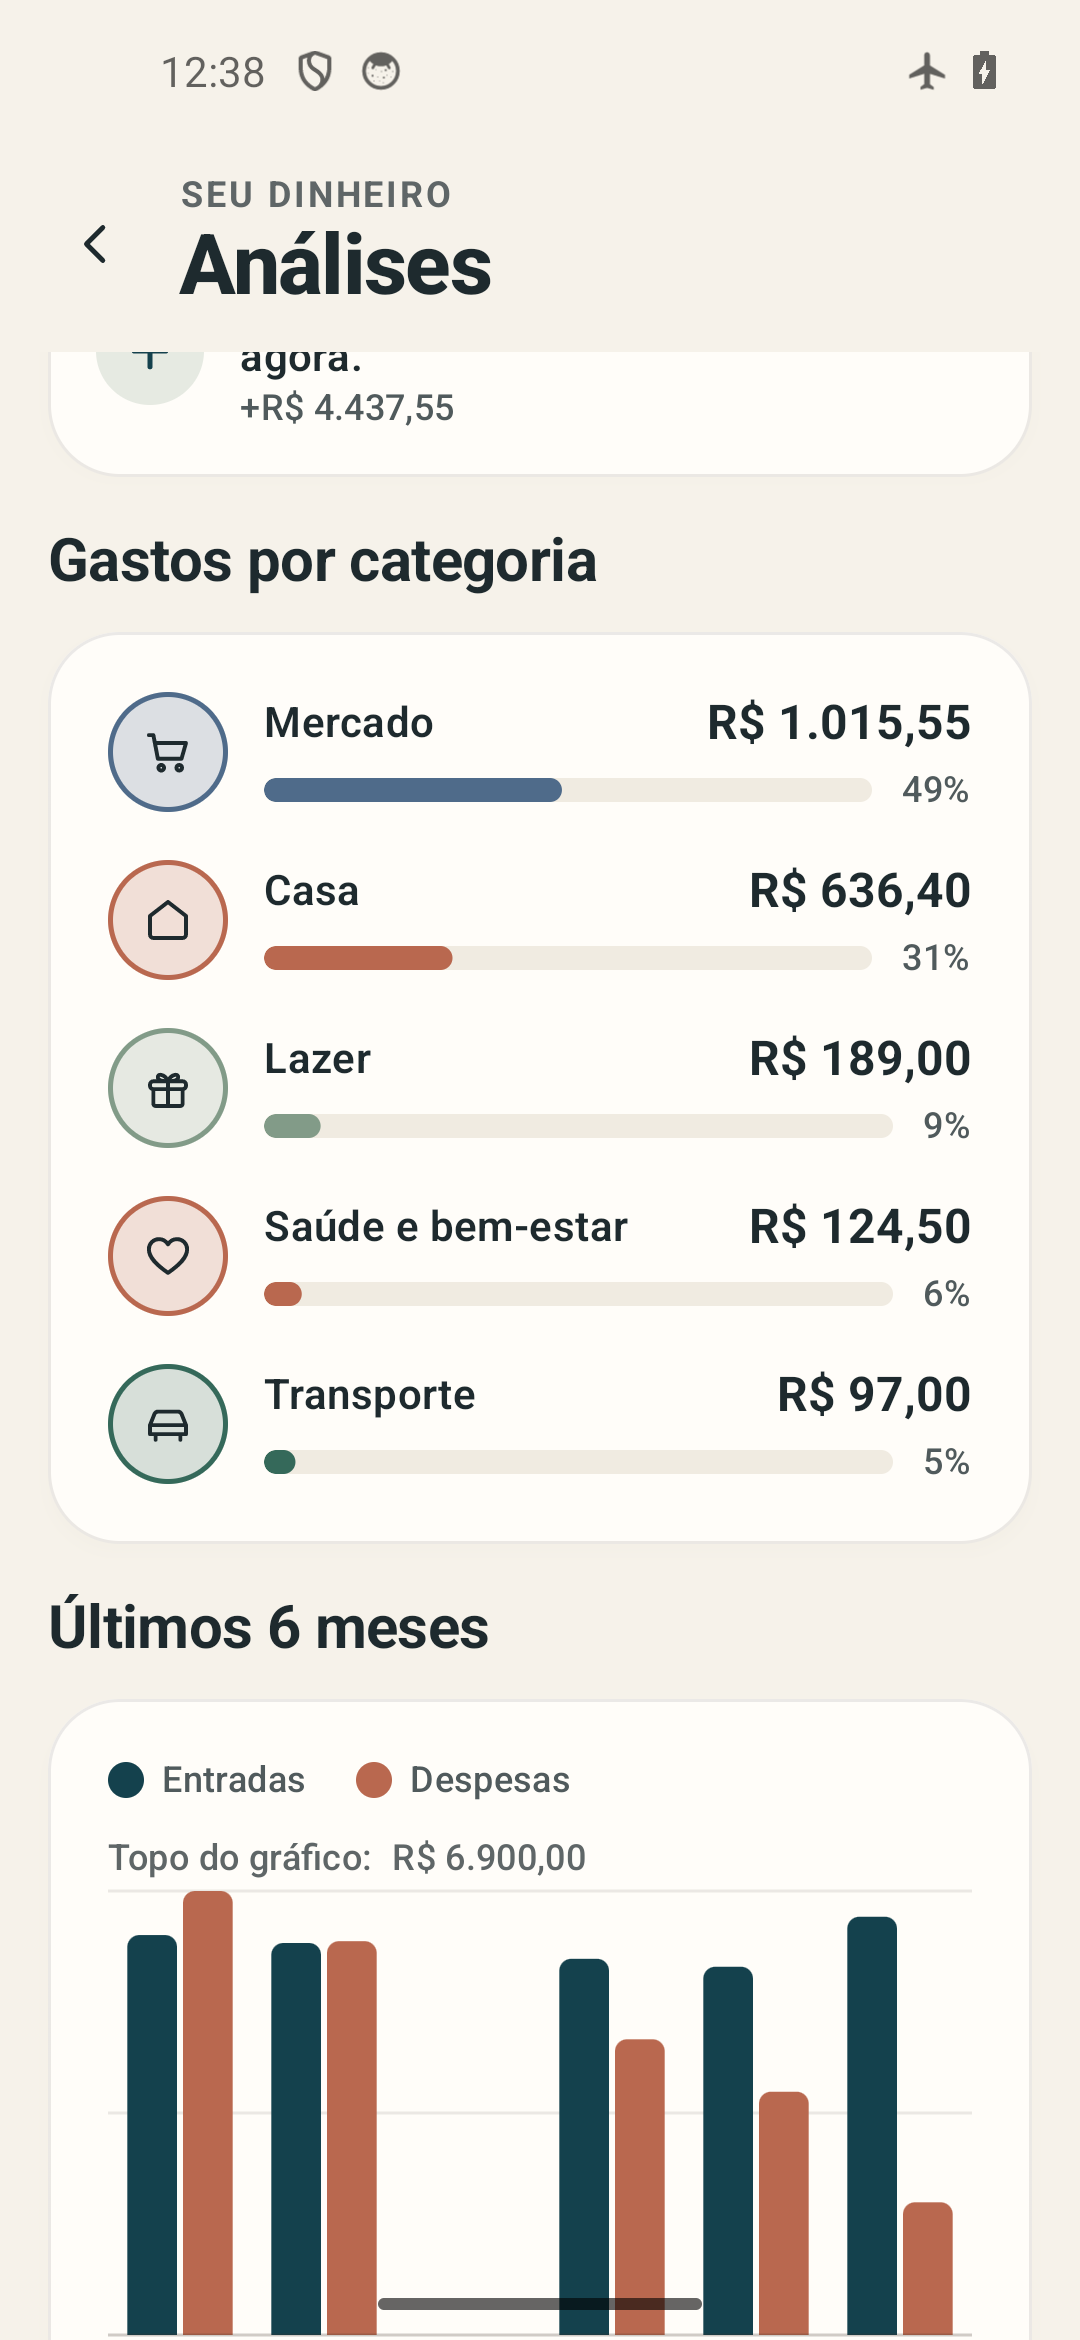 12:38
SEU DINHEIRO
Análises
agora.
+R$ 4.437,55
Gastos por categoria
Mercado R$ 1.015,55
49%
Casa R$ 636,40
31%
Lazer R$ 189,00
9%
Saúde e bem-estar R$ 124,50
6%
Transporte R$ 97,00
5%
Últimos 6 meses
Entradas Despesas
Topo do gráfico: R$ 6.900,00